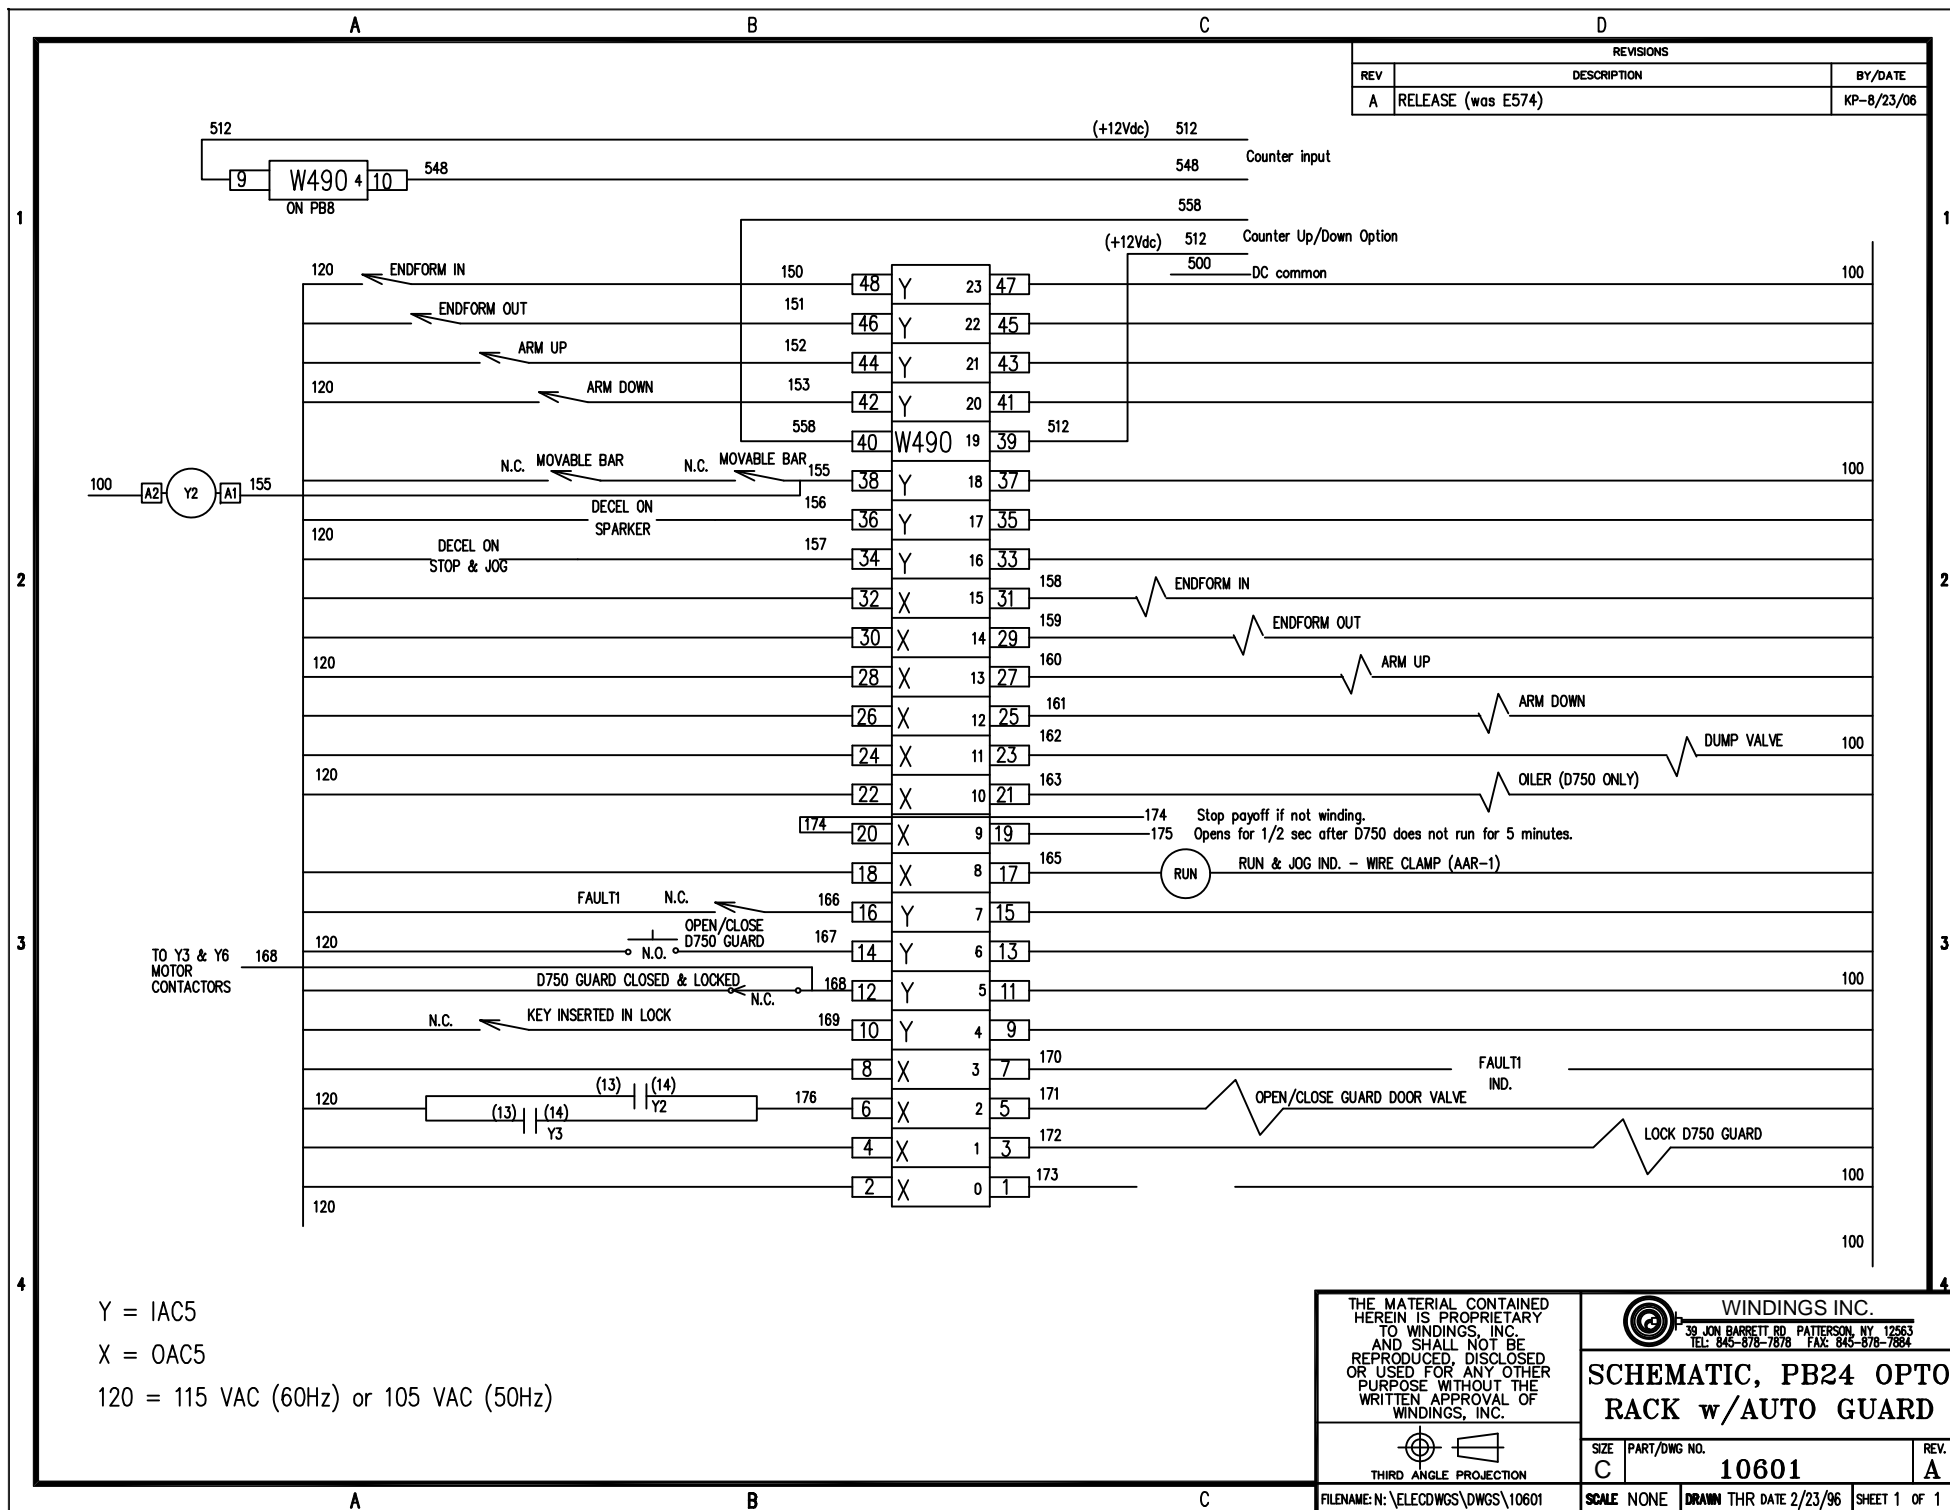 A B C D
REVISIONS
REV DESCRIPTION BY/DATE
A RELEASE (was E574) KP-8/23/06
512 (+12Vdc) 512
Counter input
9 W490 4 10 548 548
ON PB8
1 558 1
(+12Vdc) 512 Counter Up/Down Option
500 DC common
120 ENDFORM IN 150 48 Y 23 47 100
ENDFORM OUT 151 46 Y 22 45
ARM UP 152 44 Y 21 43
120 ARM DOWN 153 42 Y 20 41
558 40 W490 19 39 512
N.C. MOVABLE BAR N.C. MOVABLE BAR 155 38 Y 18 37 100
100 A2 Y2 A1 155
DECEL ON 156 36 Y 17 35
SPARKER
120 DECEL ON 157 34 Y 16 33
STOP & JOG
2 2
32 X 15 31 158 ENDFORM IN
30 X 14 29 159 ENDFORM OUT
120 28 X 13 27 160 ARM UP
26 X 12 25 161 ARM DOWN
24 X 11 23 162 DUMP VALVE 100
120 22 X 10 21 163 OILER (D750 ONLY)
174 Stop payoff if not winding.
174 20 X 9 19 175 Opens for 1/2 sec after D750 does not run for 5 minutes.
18 X 8 17 165 RUN RUN & JOG IND. - WIRE CLAMP (AAR-1)
FAULT1 N.C. 166 16 Y 7 15
OPEN/CLOSE
D750 GUARD
3 120 N.O. 167 14 Y 6 13 3
TO Y3 & Y6
MOTOR
CONTACTORS
168
D750 GUARD CLOSED & LOCKED N.C. 168 12 Y 5 11 100
N.C. KEY INSERTED IN LOCK 169 10 Y 4 9
8 X 3 7 170 FAULT1
IND.
120 (13) (14) Y2 176 6 X 2 5 171 OPEN/CLOSE GUARD DOOR VALVE
(13) (14) Y3
4 X 1 3 172 LOCK D750 GUARD
2 X 0 1 173 100
120
100
4 4
Y = IAC5
X = OAC5
120 = 115 VAC (60Hz) or 105 VAC (50Hz)
THE MATERIAL CONTAINED
HEREIN IS PROPRIETARY
TO WINDINGS, INC.
AND SHALL NOT BE
REPRODUCED, DISCLOSED
OR USED FOR ANY OTHER
PURPOSE WITHOUT THE
WRITTEN APPROVAL OF
WINDINGS, INC.
THIRD ANGLE PROJECTION
FILENAME: N: \ELECDWGS\DWGS\10601
WINDINGS INC.
39 JON BARRETT RD PATTERSON, NY 12563
TEL: 845-878-7878 FAX: 845-878-7884
SCHEMATIC, PB24 OPTO
RACK w/AUTO GUARD
SIZE PART/DWG NO. REV.
C 10601 A
SCALE NONE DRAWN THR DATE 2/23/96 SHEET 1 OF 1
A B C